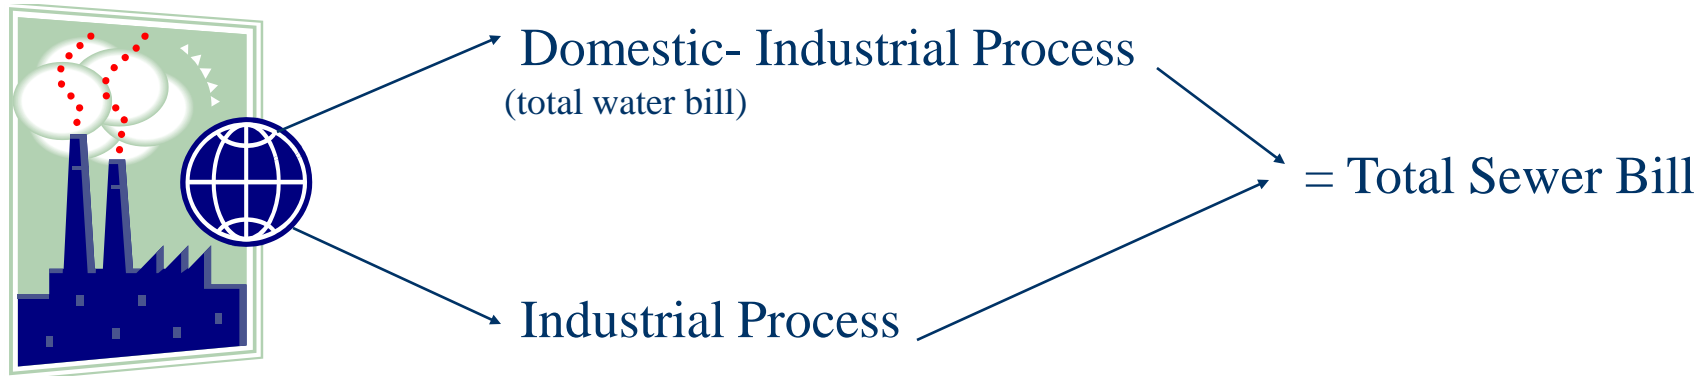 Domestic- Industrial Process
(total water bill)
= Total Sewer Bill
Industrial Process